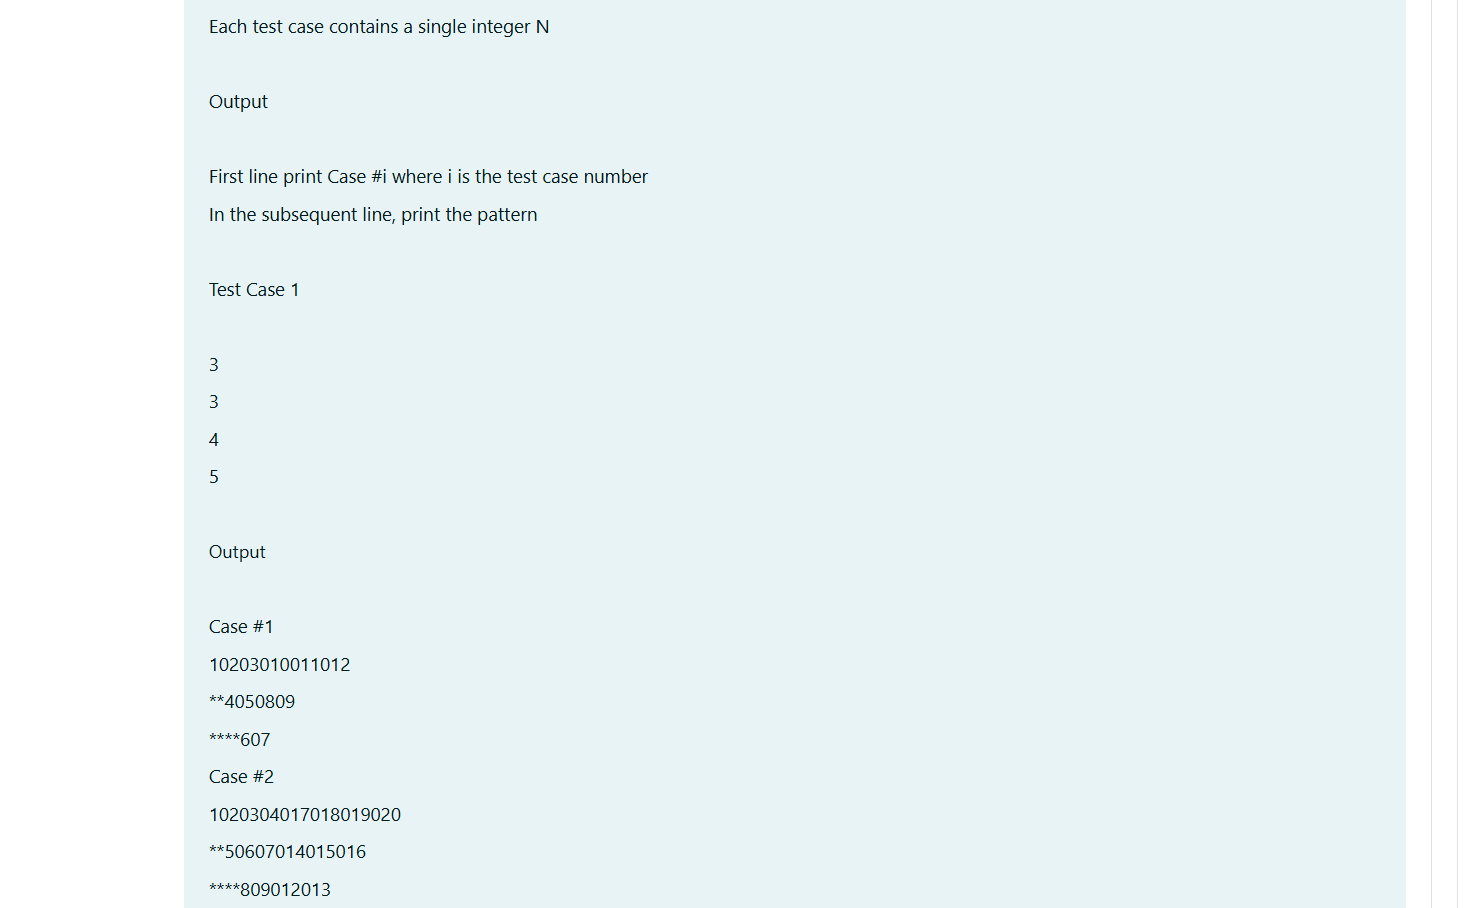 Each test case contains a single integer N
Output
First line print Case #i where i is the test case number
In the subsequent line, print the pattern
Test Case 1
3
3
4
5
Output
Case #1
10203010011012
**4050809
****607
Case #2
1020304017018019020
**50607014015016
****809012013